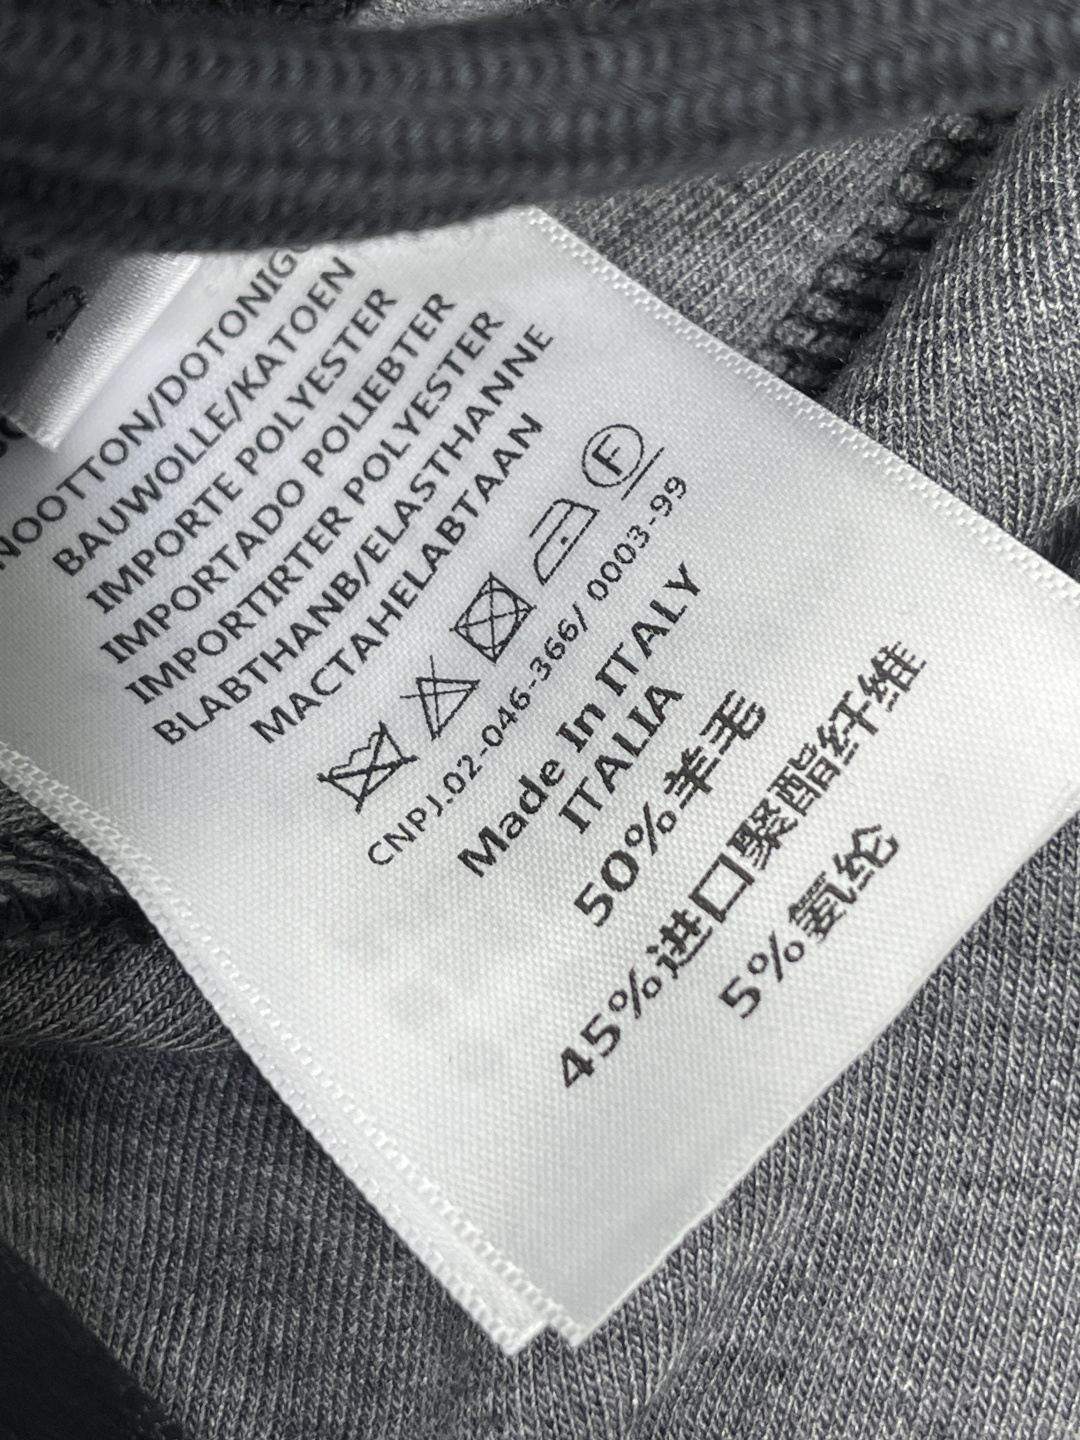 NOOTTON/DOTONIG
BAUWOLLE/KATOEN
IMPORTE POLYESTER
IMPORTADO POLIEBTER
IMPORTIRTER POLYESTER
BLABTHANB/ELASTHANNE
MACTAHELABTAAN
F
CNPJ.02-046-366/ 0003-99
Made In ITALY
ITALIA
50%羊毛
45%进口聚酯纤维
5%氨纶